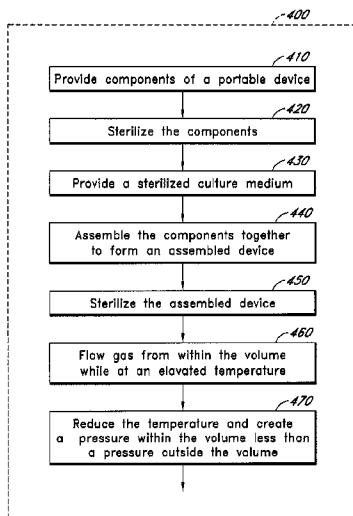 400
410
Provide components of a portable device
420
Sterilize the components
430
Provide a sterilized culture medium
440
Assemble the components together
to form an assembled device
450
Sterilize the assembled device
460
Flow gas from within the volume
while at an elavated temperature
470
Reduce the temperature and create
a pressure within the volume less than
a pressure outside the volume